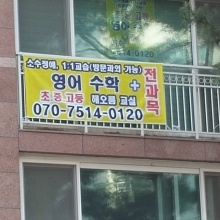 0120
소수정예, 1:1교습(방문과외 가능)
영어 수학 + 전과목
초.중.고등 해오름 교실
070-7514-0120